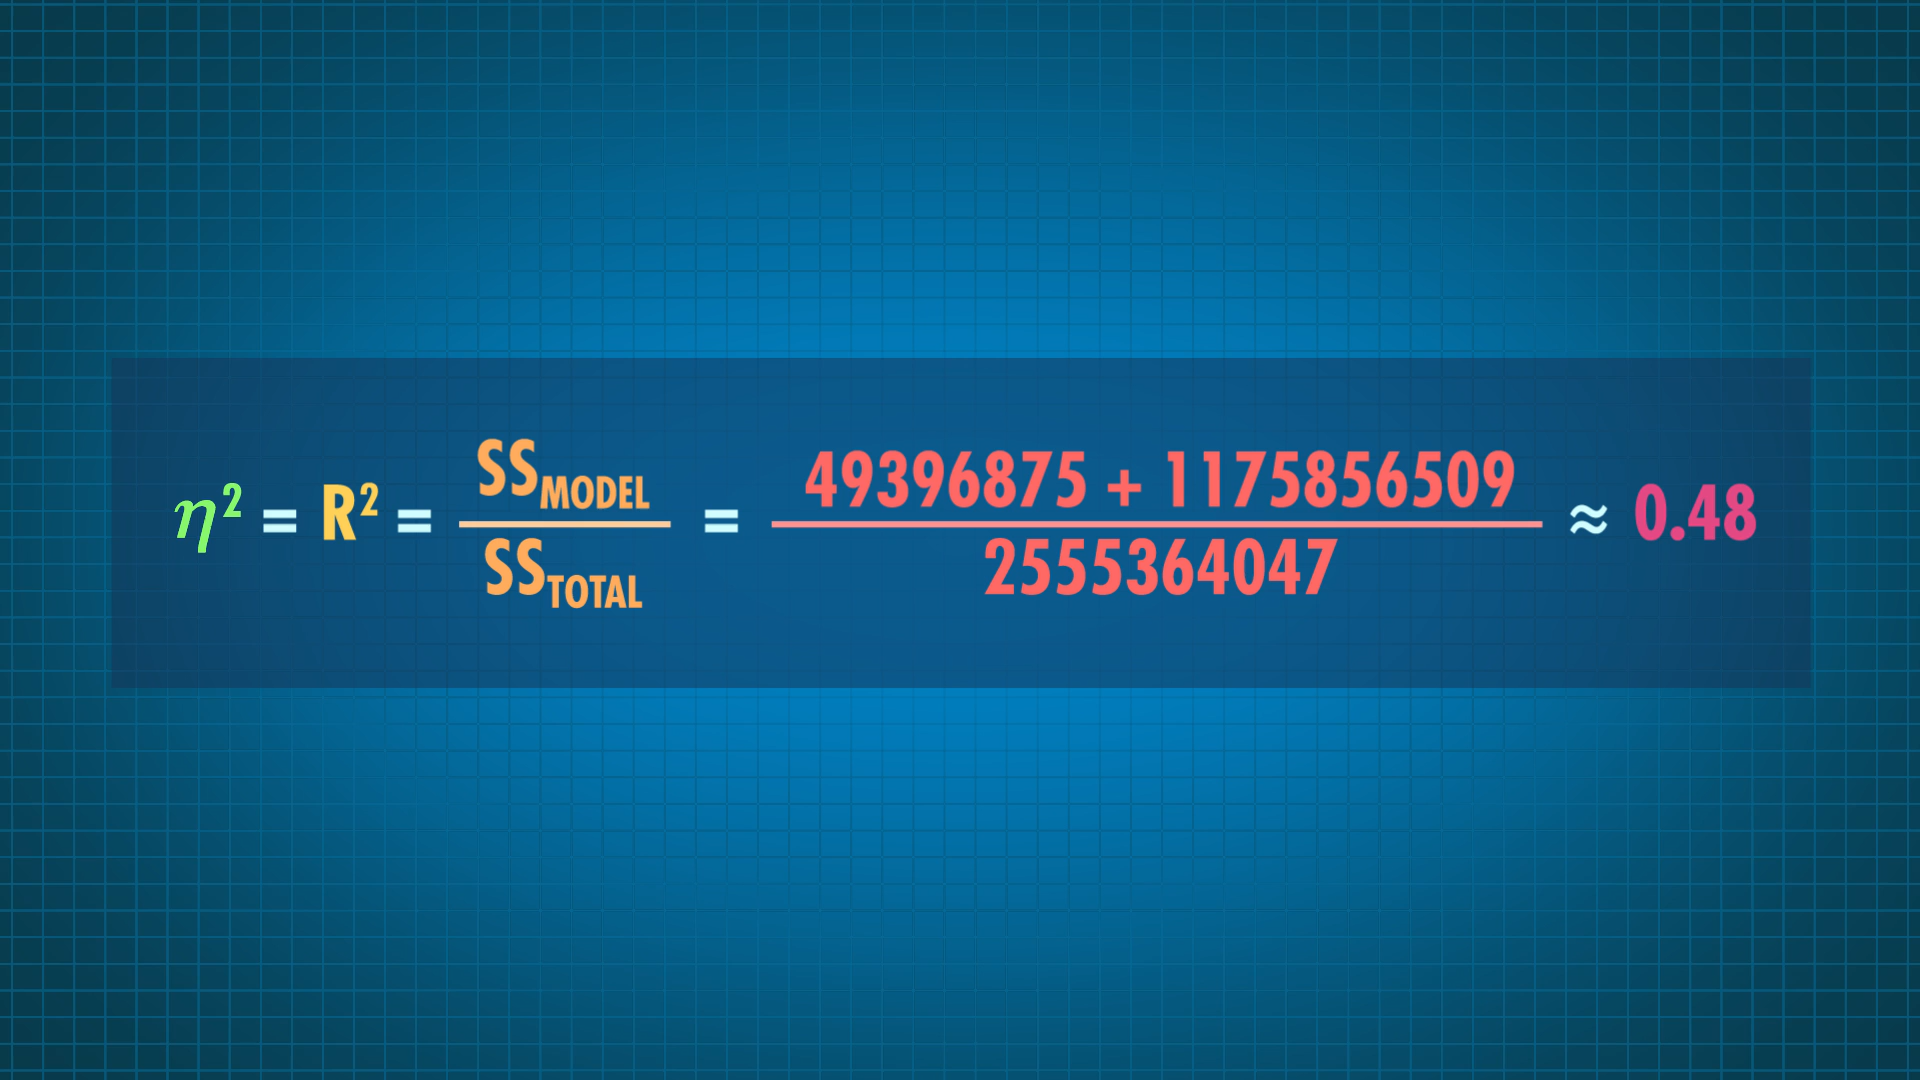 η² = R² = SS_MODEL / SS_TOTAL = 49396875 + 1175856509 / 2555364047 ≈ 0.48